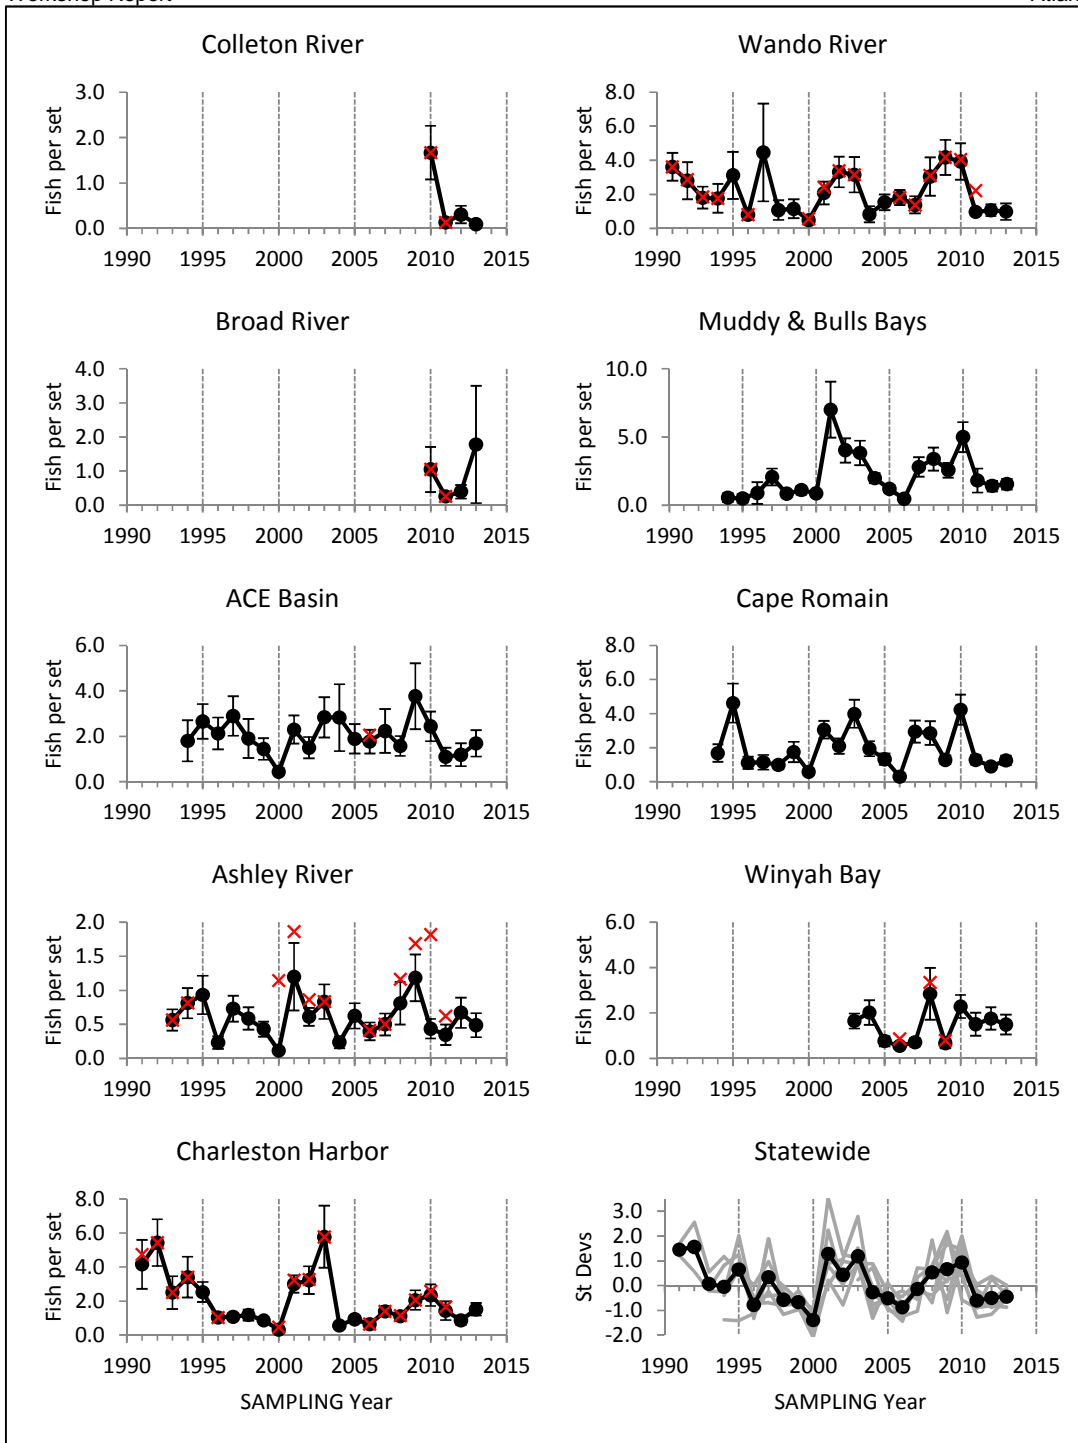 Workshop Report
Colleton River
Wando River
3.0
2.0
1.0
0.0
Fish per set
1990 1995 2000 2005 2010 2015
8.0
6.0
4.0
2.0
0.0
Fish per set
1990 1995 2000 2005 2010 2015
Broad River
Muddy & Bulls Bays
4.0
3.0
2.0
1.0
0.0
Fish per set
1990 1995 2000 2005 2010 2015
10.0
5.0
0.0
Fish per set
1990 1995 2000 2005 2010 2015
ACE Basin
Cape Romain
6.0
4.0
2.0
0.0
Fish per set
1990 1995 2000 2005 2010 2015
8.0
6.0
4.0
2.0
0.0
Fish per set
1990 1995 2000 2005 2010 2015
Ashley River
Winyah Bay
2.0
1.5
1.0
0.5
0.0
Fish per set
1990 1995 2000 2005 2010 2015
6.0
4.0
2.0
0.0
Fish per set
1990 1995 2000 2005 2010 2015
Charleston Harbor
Statewide
8.0
6.0
4.0
2.0
0.0
Fish per set
1990 1995 2000 2005 2010 2015
SAMPLING Year
3.0
2.0
1.0
0.0
-1.0
-2.0
St Devs
1990 1995 2000 2005 2010 2015
SAMPLING Year